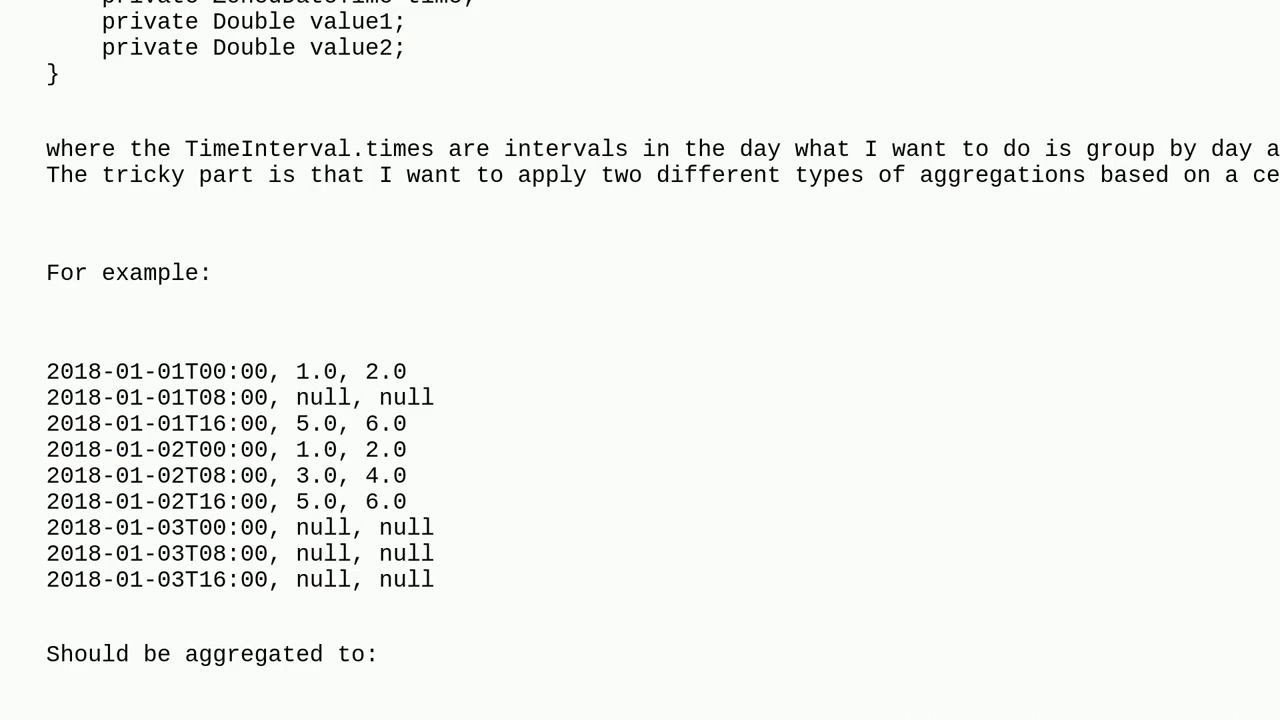 private Double value1;
private Double value2;
}
where the TimeInterval.times are intervals in the day what I want to do is group by day
The tricky part is that I want to apply two different types of aggregations based on a
For example:
2018-01-01T00:00, 1.0, 2.0
2018-01-01T08:00, null, null
2018-01-01T16:00, 5.0, 6.0
2018-01-02T00:00, 1.0, 2.0
2018-01-02T08:00, 3.0, 4.0
2018-01-02T16:00, 5.0, 6.0
2018-01-03T00:00, null, null
2018-01-03T08:00, null, null
2018-01-03T16:00, null, null
Should be aggregated to: